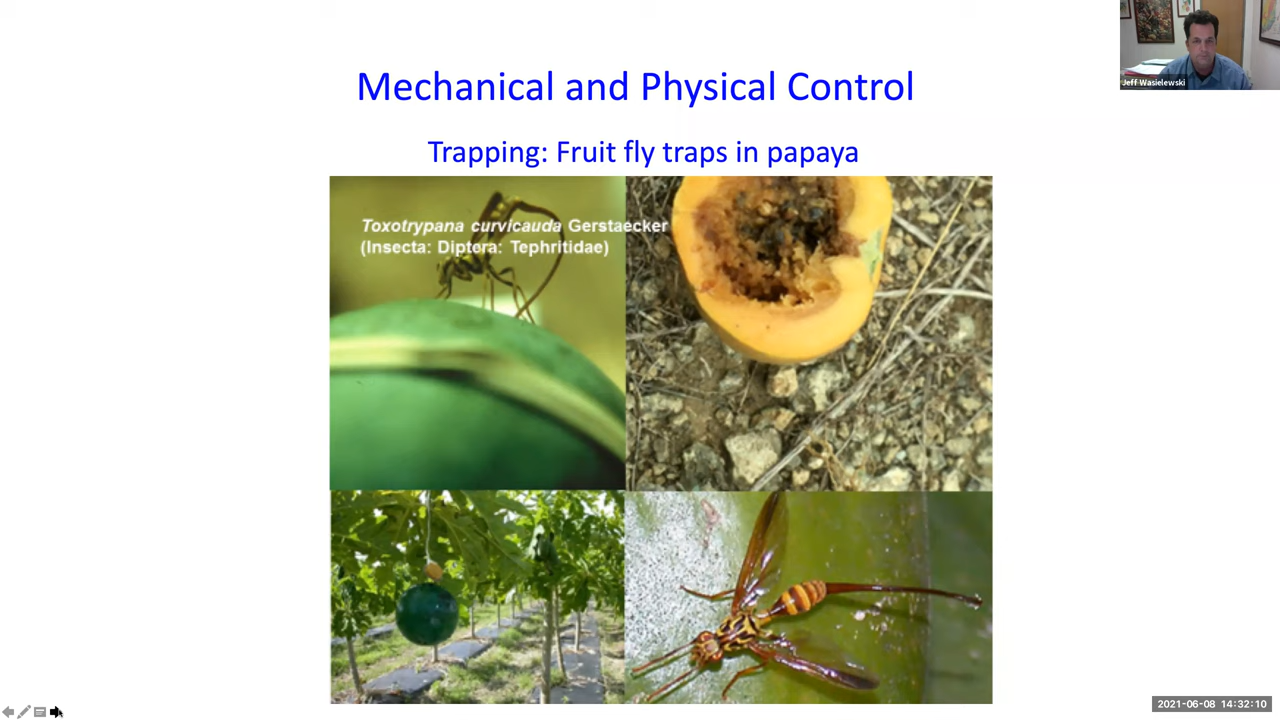 Jeff Wasielewski
Mechanical and Physical Control
Trapping: Fruit fly traps in papaya
Toxotrypana curvicauda Gerstaecker
(Insecta: Diptera: Tephritidae)
2021-06-08 14:32:10